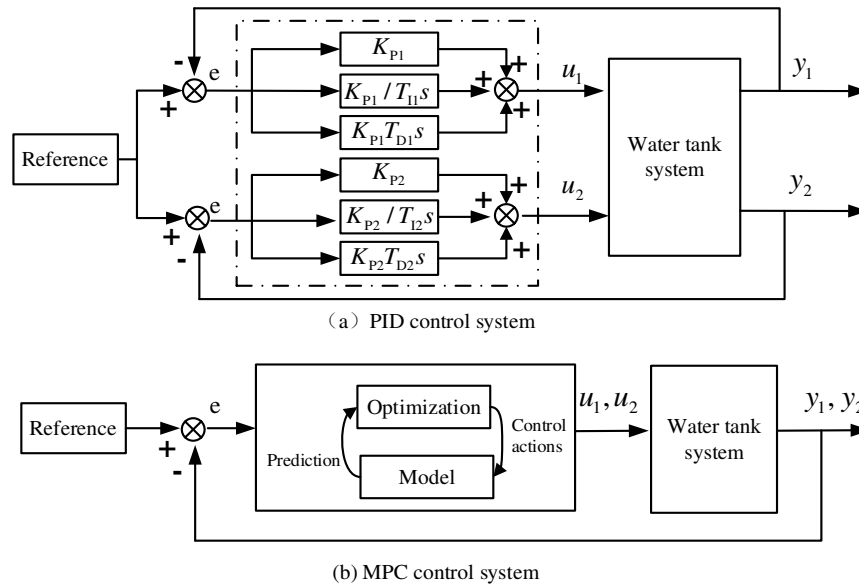 -
e
+
K_P1
K_P1 / T_I1 s
K_P1 T_D1 s
+
+
+
u_1
y_1
Reference
Water tank
system
K_P2
K_P2 / T_I2 s
K_P2 T_D2 s
+
+
+
e
+
-
u_2
y_2
（a）PID control system
Reference
e
+
-
Optimization
Prediction
Control
actions
Model
u_1, u_2
Water tank
system
y_1, y_2
(b) MPC control system